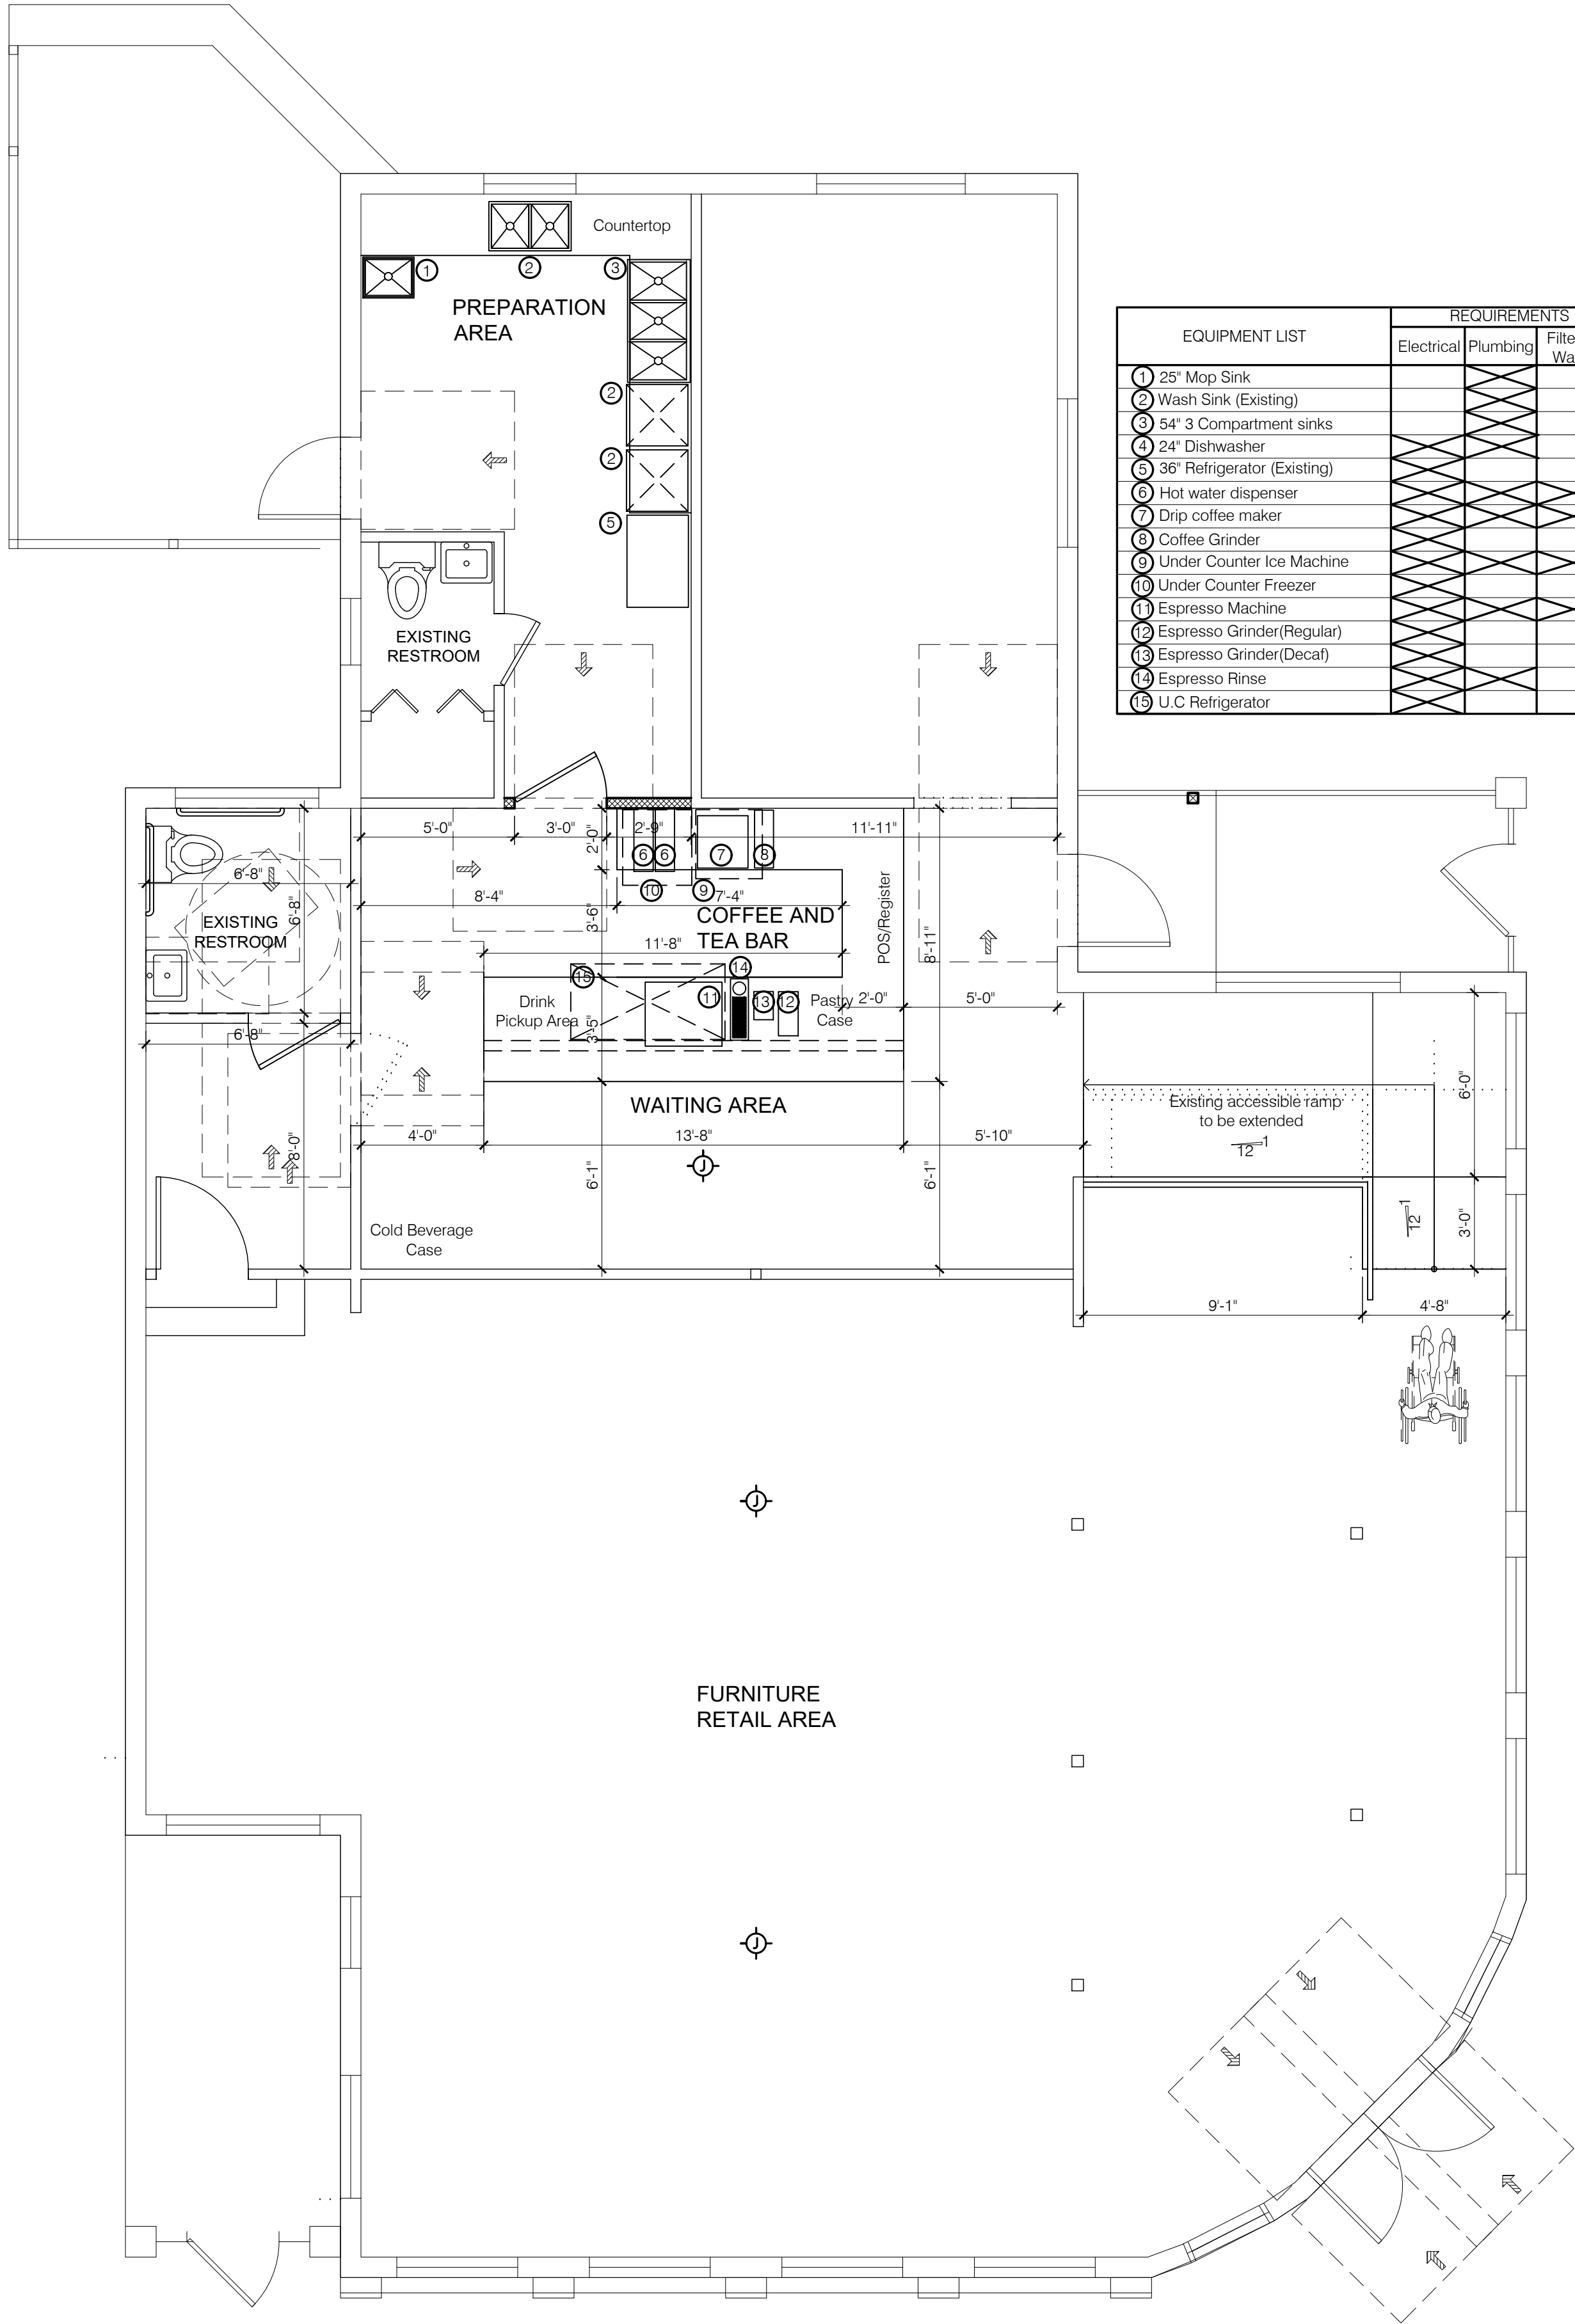 Countertop
1
2
3
PREPARATION
AREA
2
2
5
EXISTING
RESTROOM
EQUIPMENT LIST
REQUIREMENTS
Electrical
Plumbing
1 25" Mop Sink
2 Wash Sink (Existing)
3 54" 3 Compartment sinks
4 24" Dishwasher
5 36" Refrigerator (Existing)
6 Hot water dispenser
7 Drip coffee maker
8 Coffee Grinder
9 Under Counter Ice Machine
10 Under Counter Freezer
11 Espresso Machine
12 Espresso Grinder(Regular)
13 Espresso Grinder(Decaf)
14 Espresso Rinse
15 U.C Refrigerator
5'-0"
3'-0"
2'-9"
11'-11"
2'-0"
6
6
7
8
10
9
7'-4"
8'-4"
3'-6"
COFFEE AND
TEA BAR
11'-8"
POS/Register
8'-11"
6'-8"
6'-8"
EXISTING
RESTROOM
6'-8"
15
14
11
13
12
Drink
Pickup Area
3'-5"
Pastry
Case
2'-0"
5'-0"
WAITING AREA
4'-0"
13'-8"
5'-10"
J
6'-1"
6'-1"
8'-0"
Cold Beverage
Case
Existing accessible ramp
to be extended
1
12
6'-0"
1
12
3'-0"
9'-1"
4'-8"
J
FURNITURE
RETAIL AREA
J